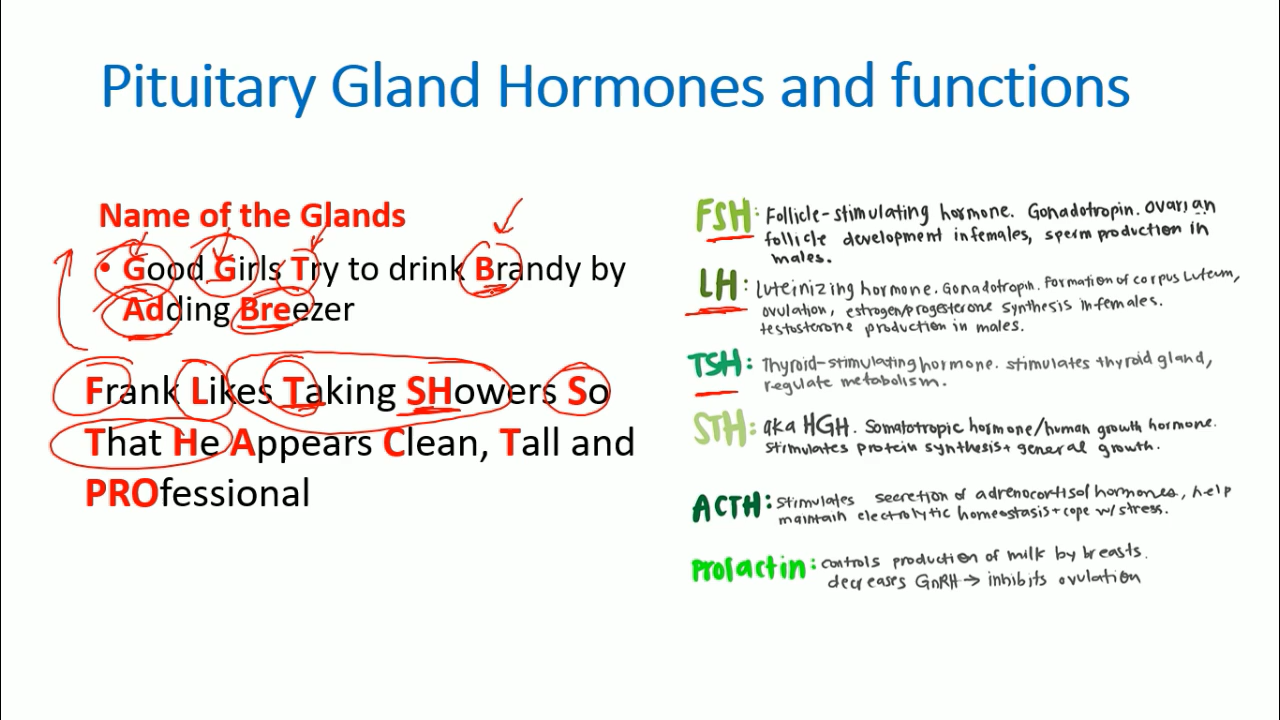 Pituitary Gland Hormones and functions
Name of the Glands
• Good Girls Try to drink Brandy by
Adding Breezer
Frank Likes Taking SHowers So
That He Appears Clean, Tall and
PROfessional
FSH: Follicle-stimulating hormone. Gonadotropin. Ovarian
follicle development in females, sperm production in
males.
LH: Luteinizing hormone. Gonadotropin. Formation of corpus luteum,
ovulation, estrogen/progesterone synthesis in females.
testosterone production in males.
TSH: Thyroid-stimulating hormone. stimulates thyroid gland,
regulate metabolism.
STH: aka HGH. Somatotropic hormone/human growth hormone.
Stimulates protein synthesis + general growth.
ACTH: Stimulates secretion of adrenocortisol hormones, help
maintain electrolytic homeostasis + cope w/stress.
Prolactin: controls production of milk by breasts.
decreases GnRH → inhibits ovulation